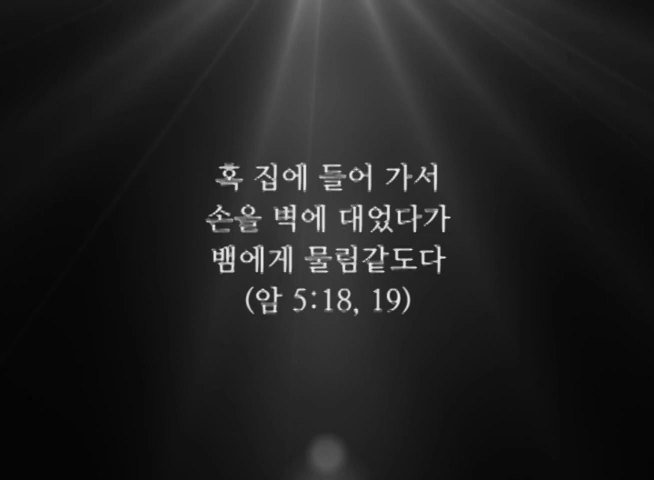 혹 집에 들어 가서
손을 벽에 대었다가
뱀에게 물림같도다
(암 5:18, 19)